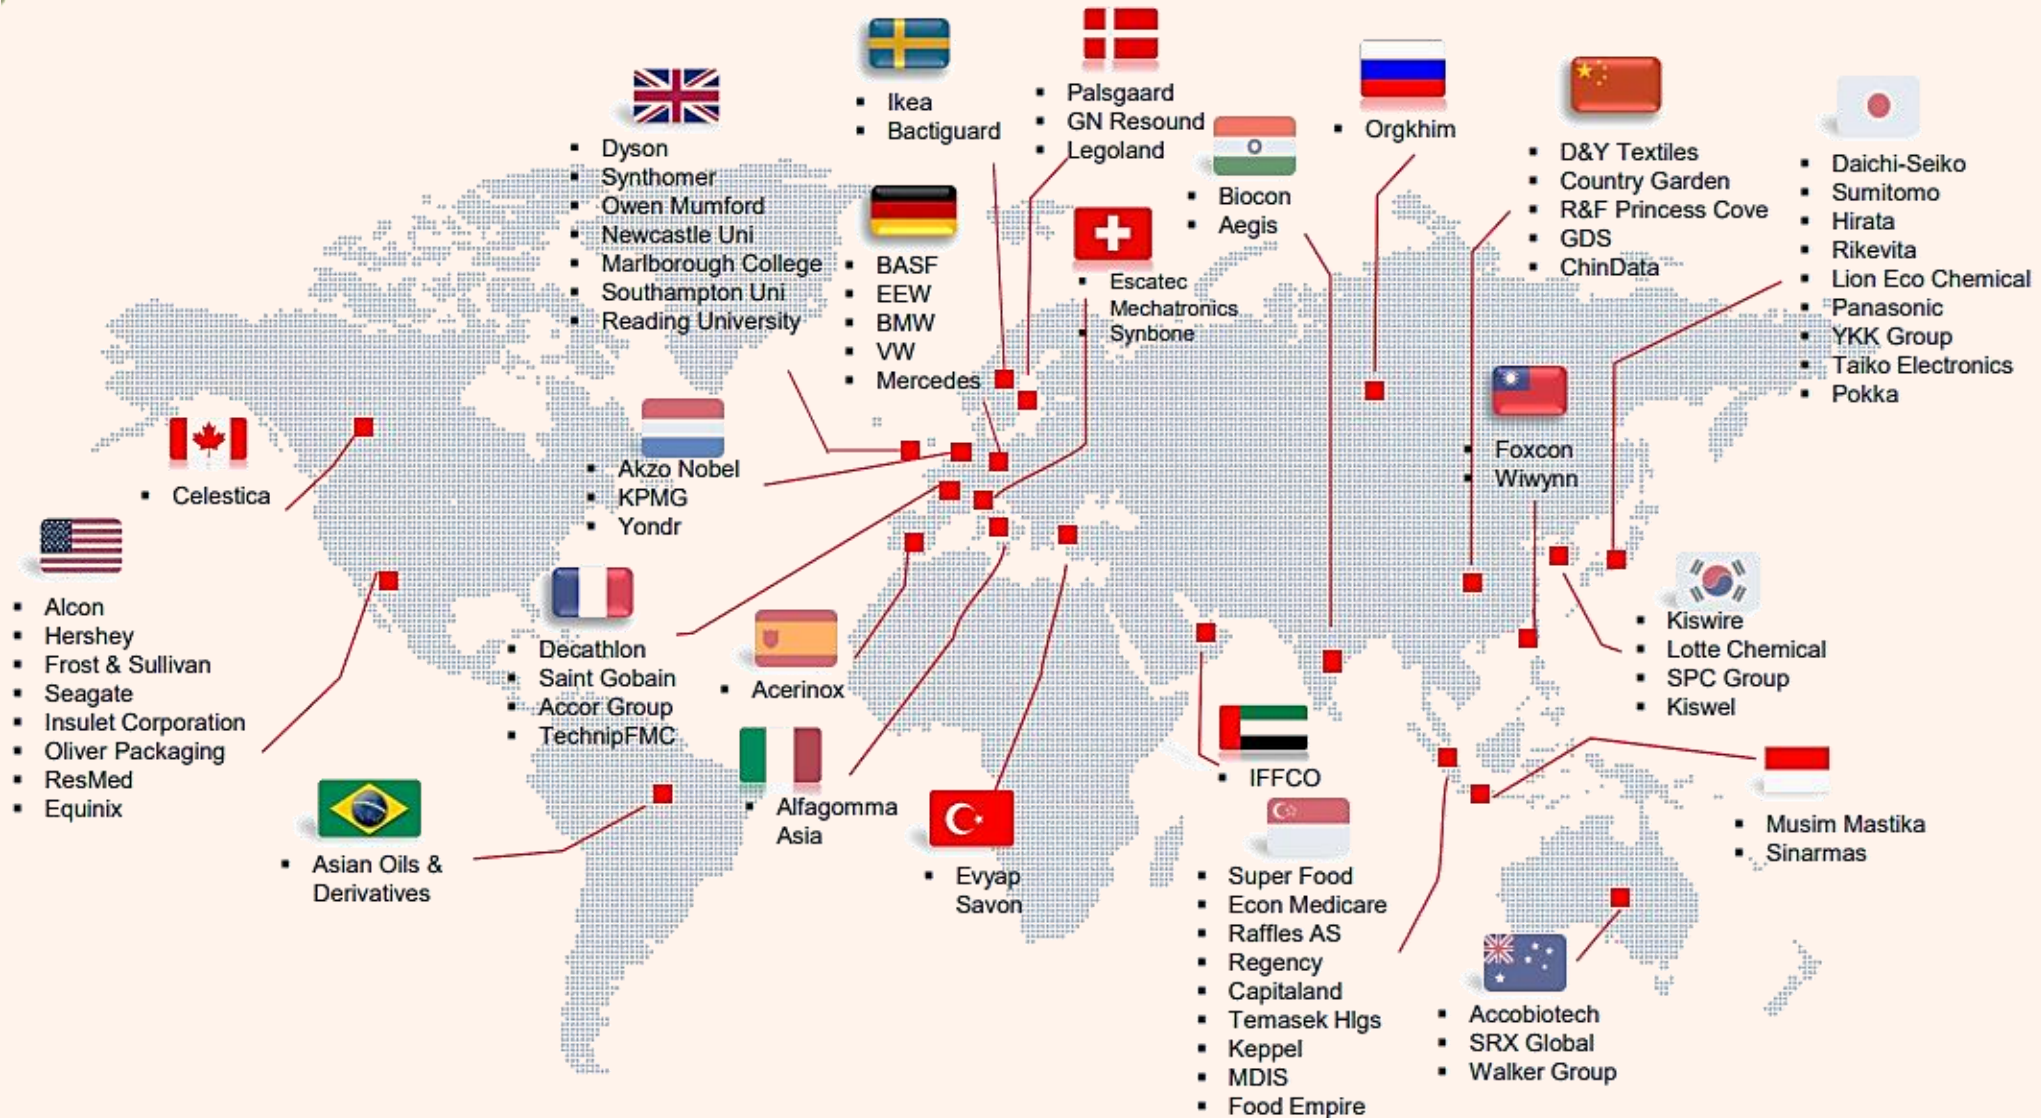 Ikea
Bactiguard
Palsgaard
GN Resound
Legoland
Orgkhim
Dyson
Synthomer
Owen Mumford
Newcastle Uni
Marlborough College
Southampton Uni
Reading University
BASF
EEW
BMW
VW
Mercedes
Escatec
Mechatronics
Synbone
Biocon
Aegis
D&Y Textiles
Country Garden
R&F Princess Cove
GDS
ChinData
Daichi-Seiko
Sumitomo
Hirata
Rikevita
Lion Eco Chemical
Panasonic
YKK Group
Taiko Electronics
Pokka
Celestica
Akzo Nobel
KPMG
Yondr
Foxcon
Wiwynn
Alcon
Hershey
Frost & Sullivan
Seagate
Insulet Corporation
Oliver Packaging
ResMed
Equinix
Decathlon
Saint Gobain
Accor Group
TechnipFMC
Acerinox
Kiswire
Lotte Chemical
SPC Group
Kiswel
Asian Oils &
Derivatives
Alfagomma
Asia
Evyap
Savon
IFFCO
Super Food
Econ Medicare
Raffles AS
Regency
Capitaland
Temasek Hlgs
Keppel
MDIS
Food Empire
Musim Mastika
Sinarmas
Accobiotech
SRX Global
Walker Group